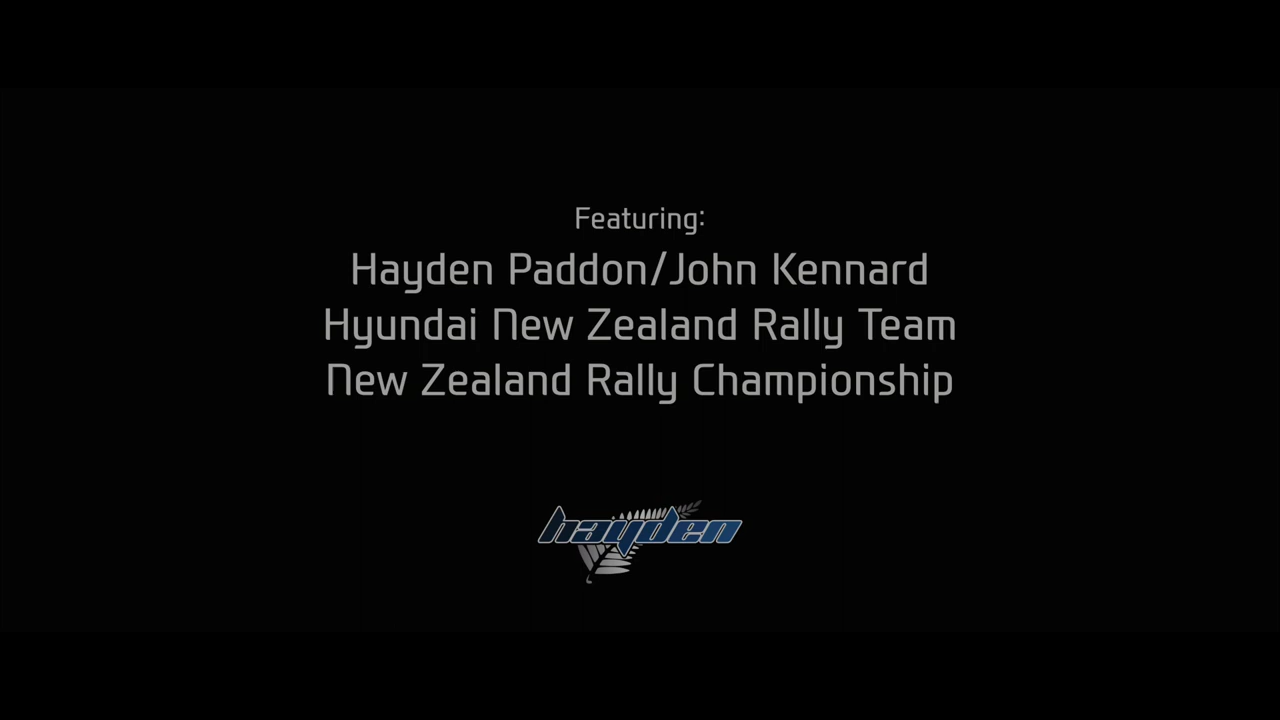 Featuring:
Hayden Paddon/John Kennard
Hyundai New Zealand Rally Team
New Zealand Rally Championship
hayden